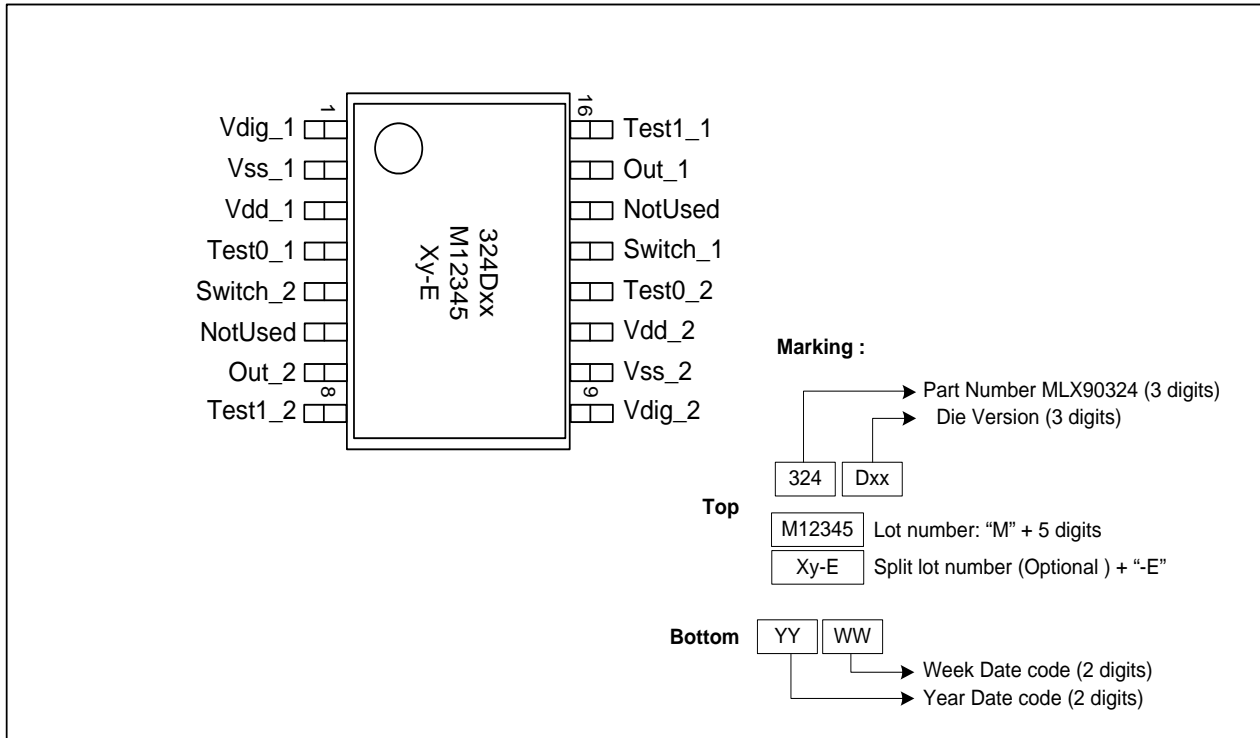 1
16
Vdig_1
Test1_1
Vss_1
Out_1
Vdd_1
NotUsed
Test0_1
Switch_1
Switch_2
Test0_2
NotUsed
Vdd_2
Out_2
Vss_2
8
9
Test1_2
Vdig_2
324Dxx
M12345
Xy-E
Marking :
Part Number MLX90324 (3 digits)
Die Version (3 digits)
324 Dxx
Top
M12345 Lot number: “M” + 5 digits
Xy-E Split lot number (Optional ) + “-E”
Bottom YY WW
Week Date code (2 digits)
Year Date code (2 digits)